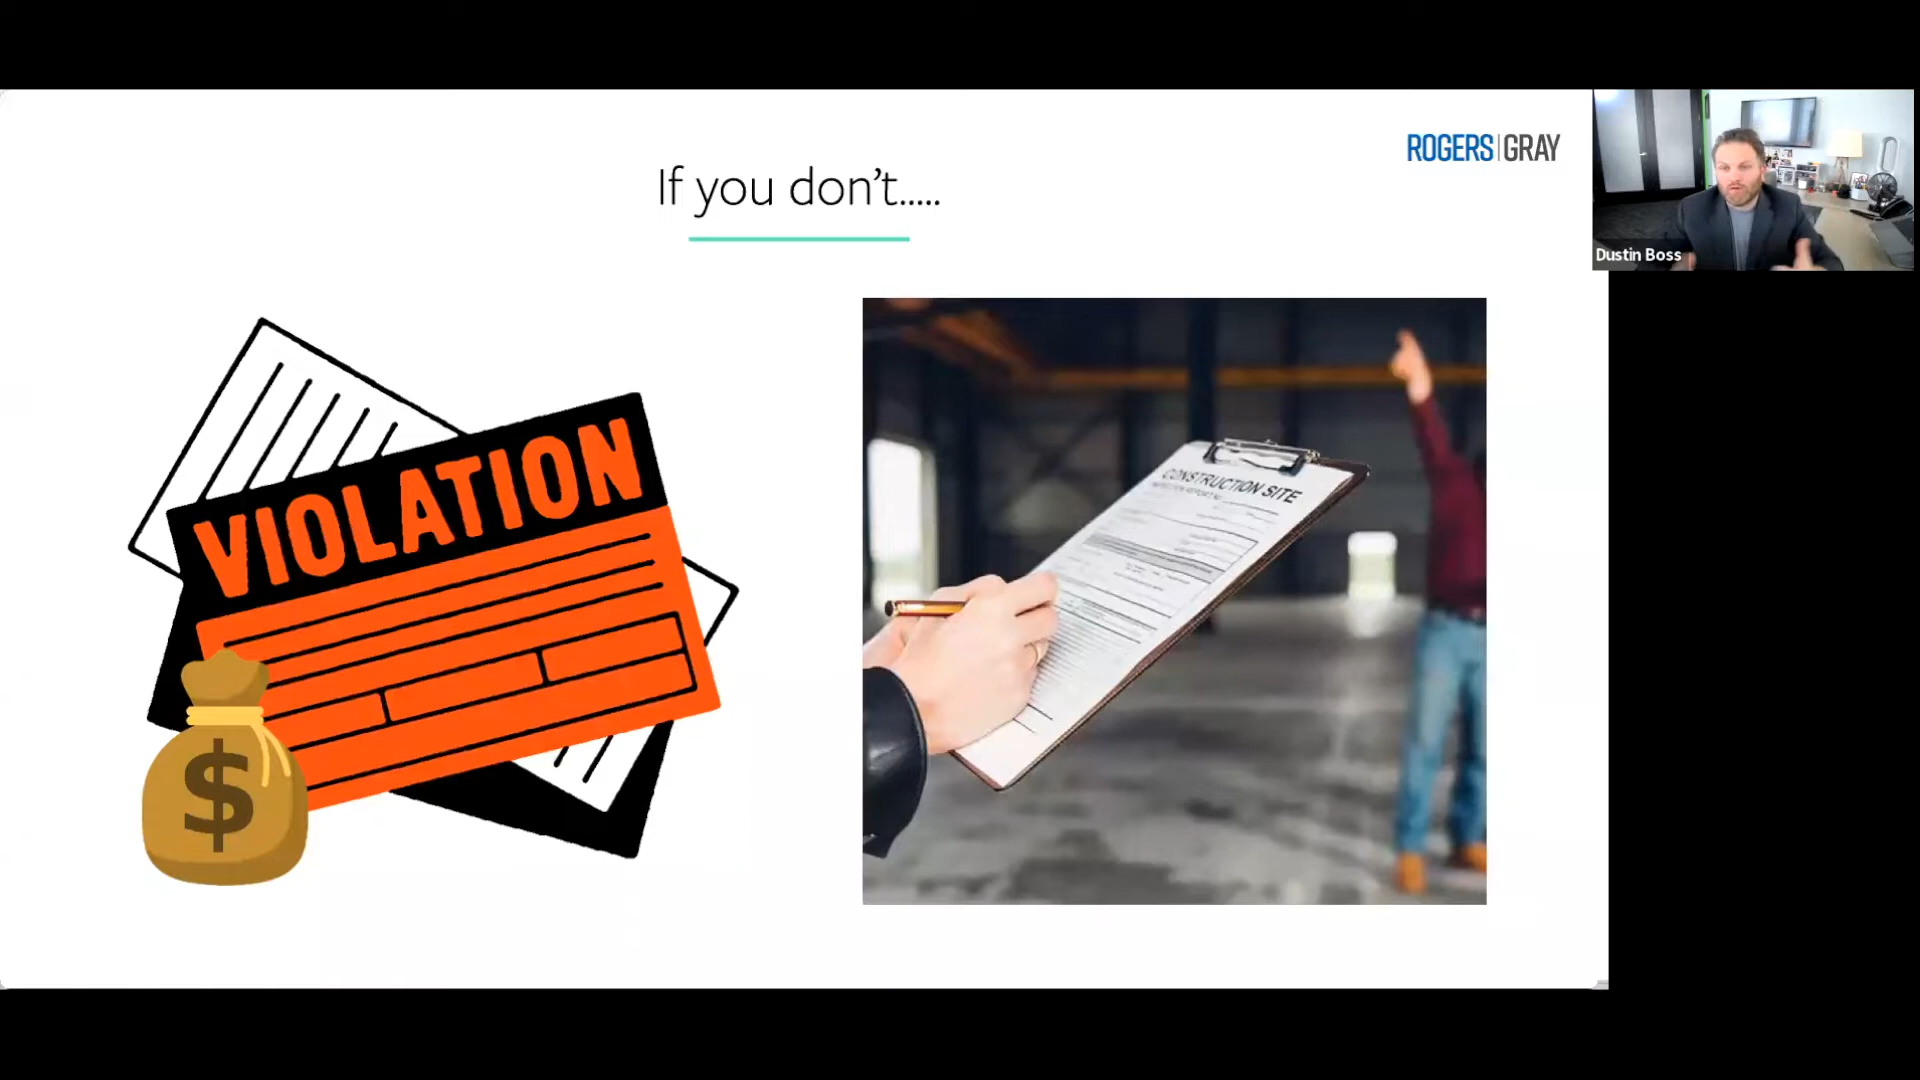 If you don’t.....
ROGERS|GRAY
Dustin Boss
VIOLATION
$
CONSTRUCTION SITE